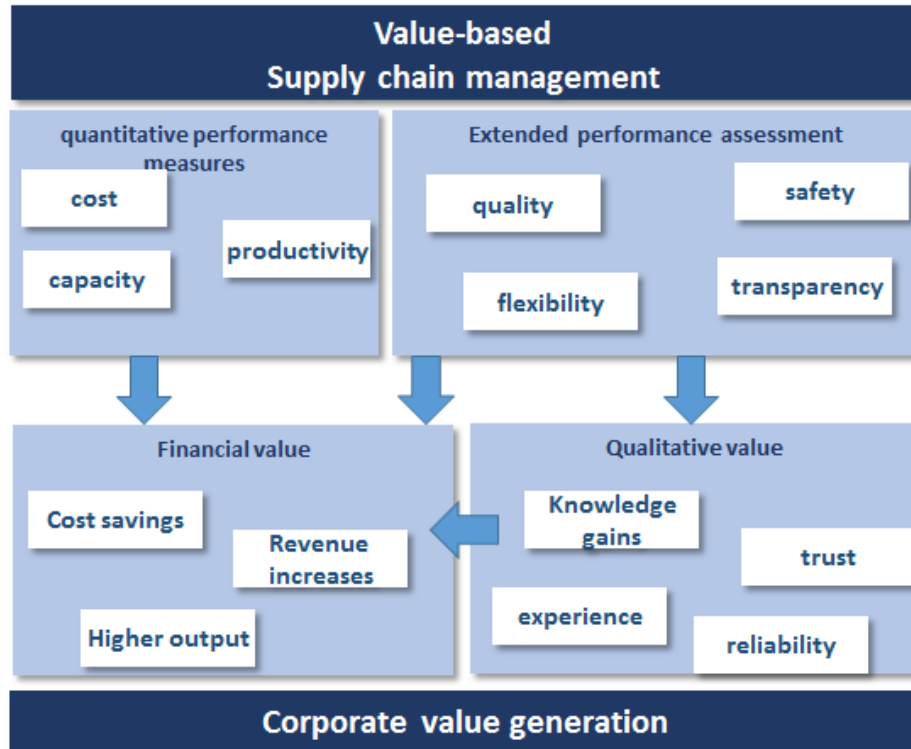 Value-based
Supply chain management
quantitative performance
measures
cost
productivity
capacity
Extended performance assessment
quality
safety
flexibility
transparency
Financial value
Cost savings
Revenue
increases
Higher output
Qualitative value
Knowledge
gains
trust
experience
reliability
Corporate value generation